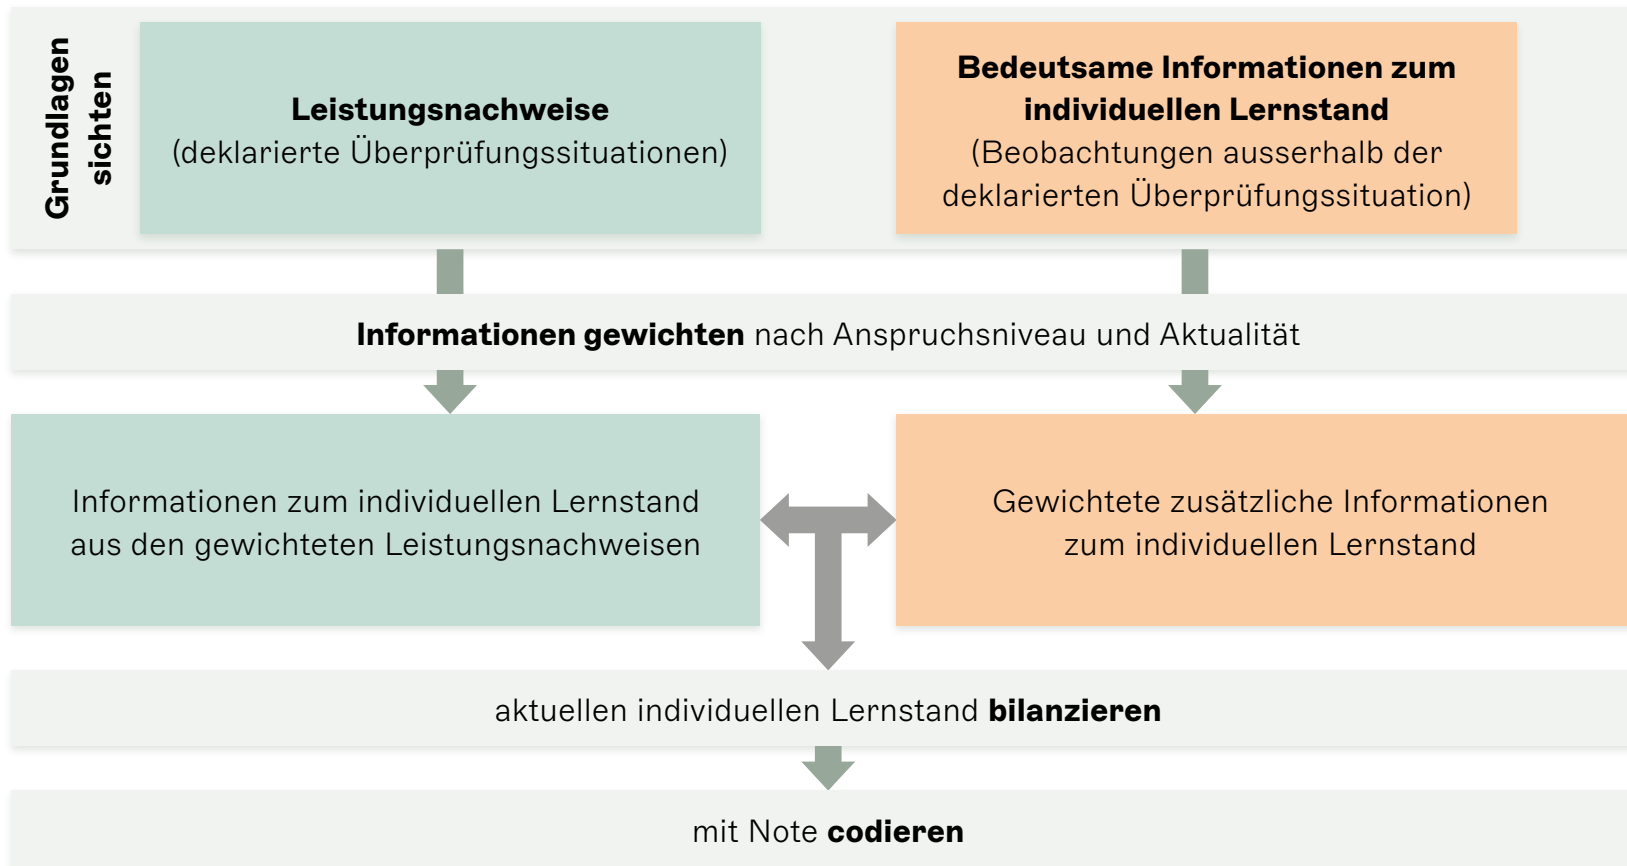 Grundlagen
sichten
Leistungsnachweise
(deklarierte Überprüfungssituationen)
Bedeutsame Informationen zum
individuellen Lernstand
(Beobachtungen ausserhalb der
deklarierten Überprüfungssituation)
Informationen gewichten nach Anspruchsniveau und Aktualität
Informationen zum individuellen Lernstand
aus den gewichteten Leistungsnachweisen
Gewichtete zusätzliche Informationen
zum individuellen Lernstand
aktuellen individuellen Lernstand bilanzieren
mit Note codieren